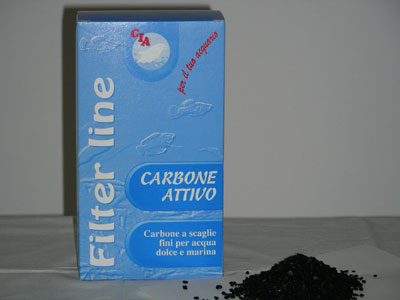 CIA
per il tuo acquario
Filter line
CARBONE
ATTIVO
Carbone a scaglie
fini per acqua
dolce e marina